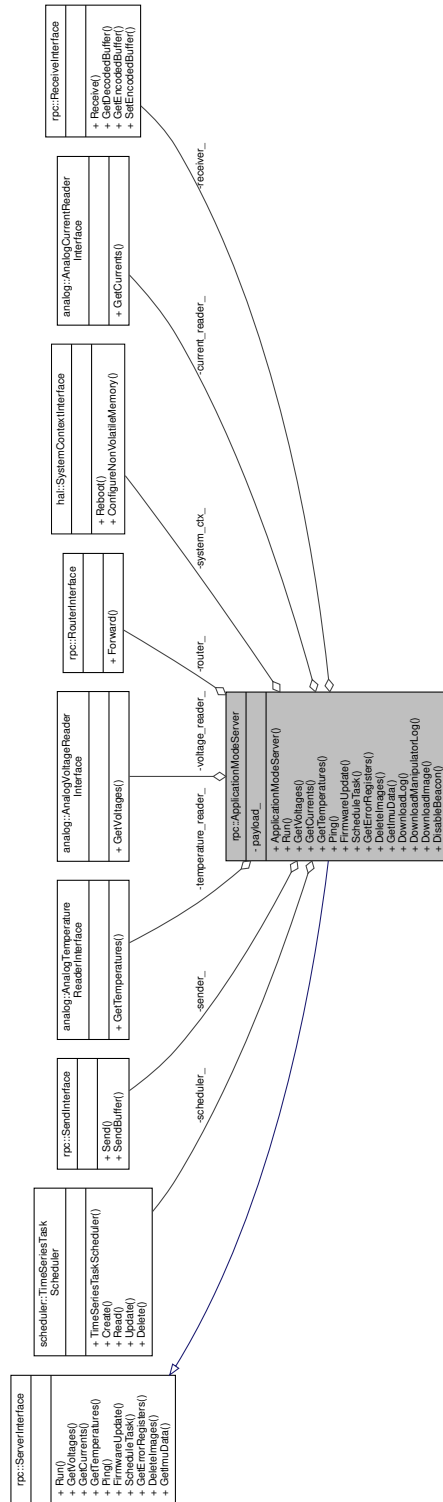 rpc::ServerInterface
+ Run()
+ GetVoltages()
+ GetCurrents()
+ GetTemperatures()
+ Ping()
+ FirmwareUpdate()
+ ScheduleTask()
+ GetErrorRegisters()
+ DeleteImages()
+ GetImuData()
scheduler::TimeSeriesTask
Scheduler
+ TimeSeriesTaskScheduler()
+ Create()
+ Read()
+ Update()
+ Delete()
rpc::SendInterface
+ Send()
+ SendBuffer()
analog::AnalogTemperature
ReaderInterface
+ GetTemperatures()
analog::AnalogVoltageReader
Interface
+ GetVoltages()
rpc::RouterInterface
+ Forward()
hal::SystemContextInterface
+ Reboot()
+ ConfigureNonVolatileMemory()
analog::AnalogCurrentReader
Interface
+ GetCurrents()
rpc::ReceiveInterface
+ Receive()
+ GetDecodedBuffer()
+ GetEncodedBuffer()
+ SetEncodedBuffer()
-scheduler_
-sender_
-temperature_reader_
-voltage_reader_
-router_
-system_ctx_
-current_reader_
-receiver_
rpc::ApplicationModeServer
- payload_
+ ApplicationModeServer()
+ Run()
+ GetVoltages()
+ GetCurrents()
+ GetTemperatures()
+ Ping()
+ FirmwareUpdate()
+ ScheduleTask()
+ GetErrorRegisters()
+ DeleteImages()
+ GetImuData()
+ DownloadLog()
+ DownloadManipulatorLog()
+ DownloadImage()
+ DisableBeacon()